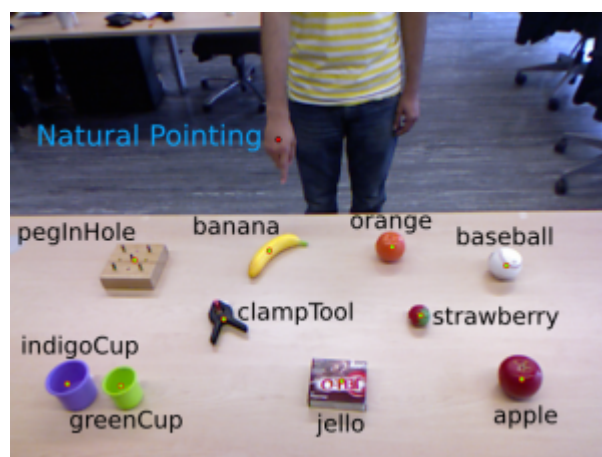 Natural Pointing
pegInHole
banana
orange
baseball
clampTool
strawberry
indigoCup
greenCup
jello
apple